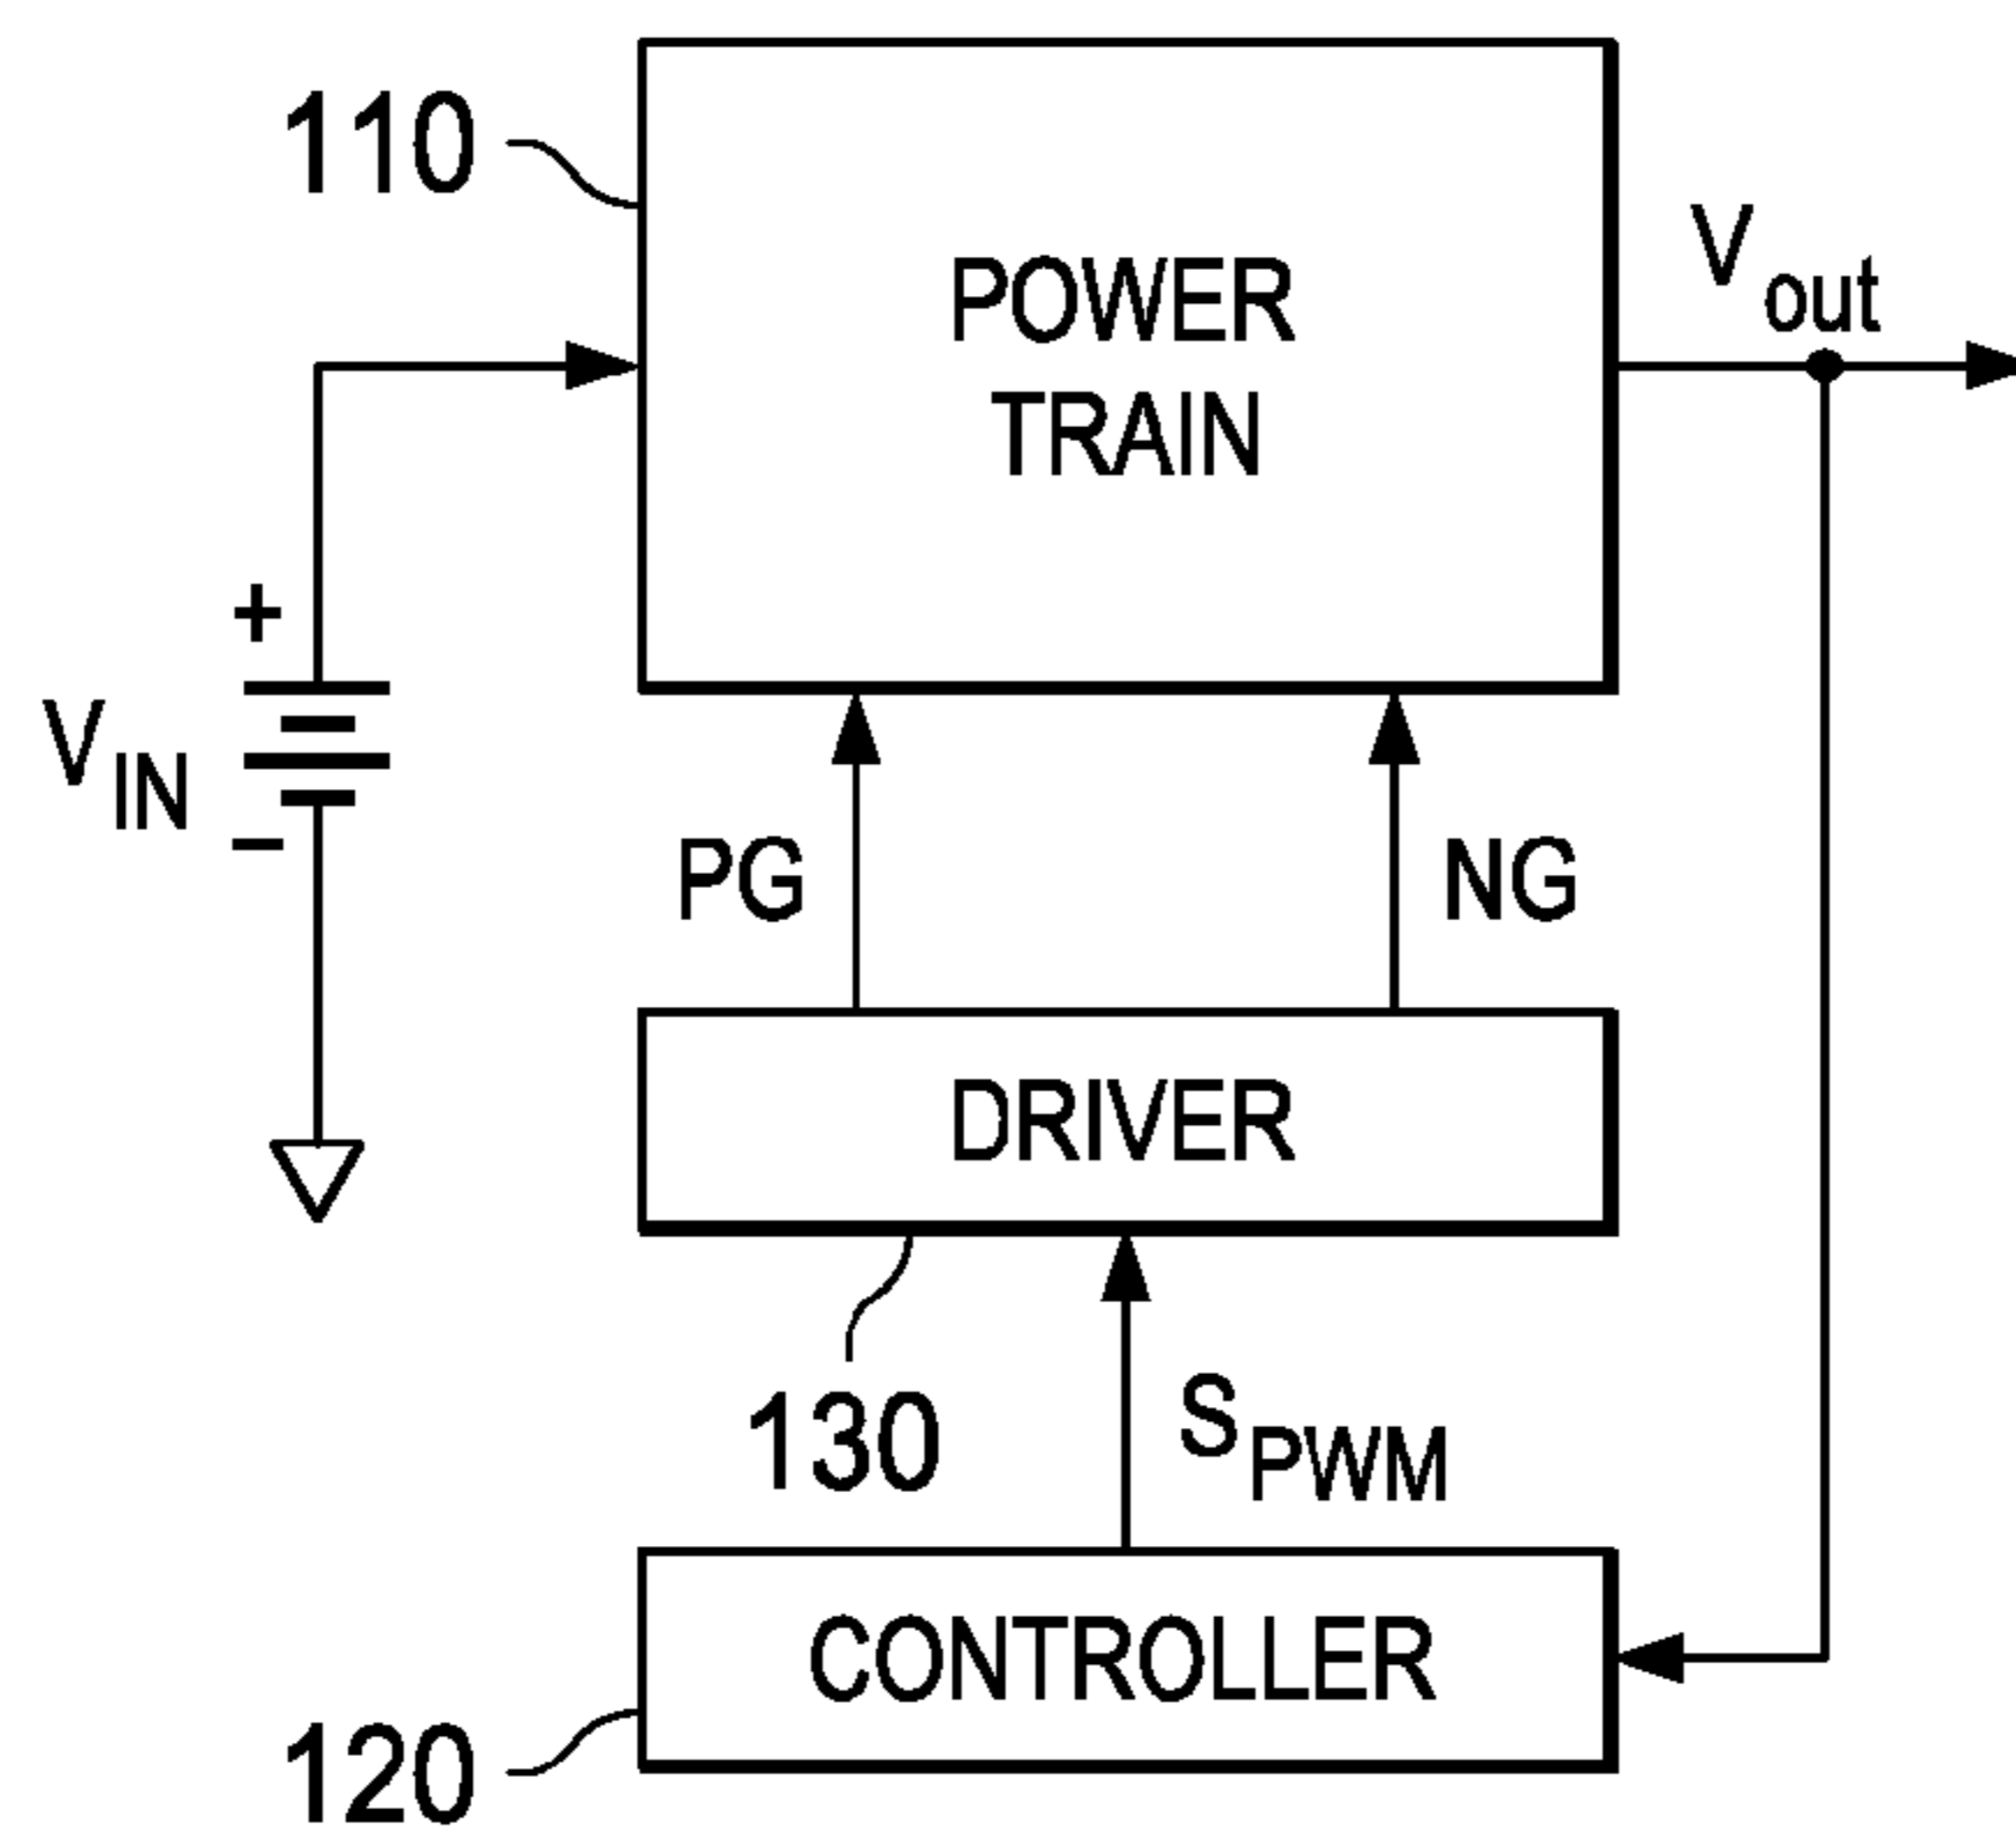 110
POWER
TRAIN
Vout
+
VIN
−
PG
NG
DRIVER
130
SPWM
CONTROLLER
120